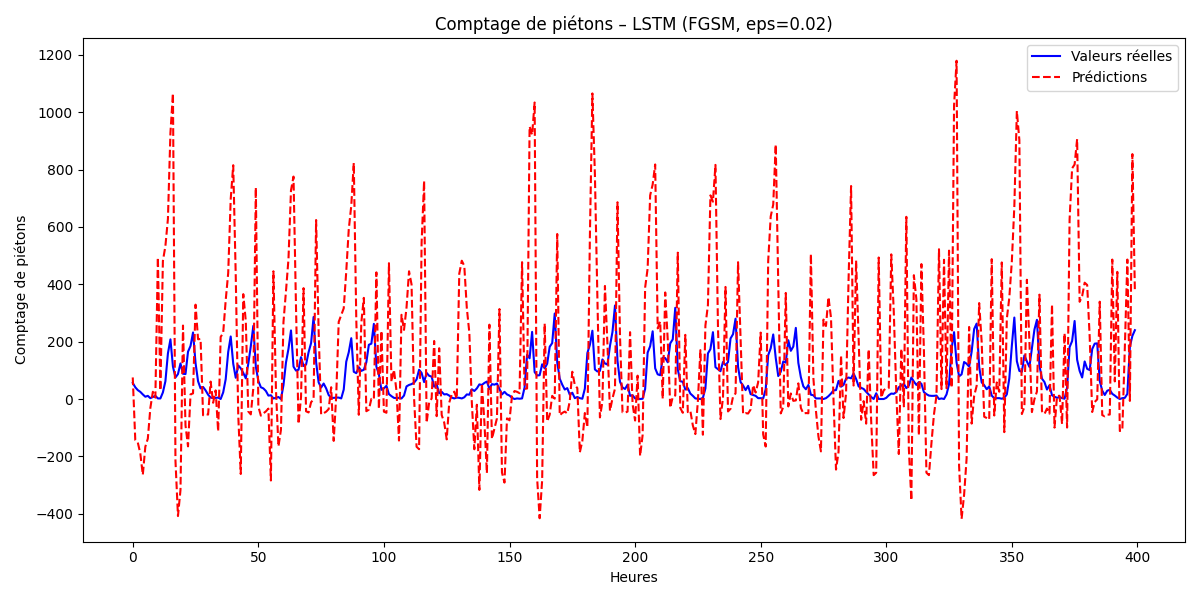 Comptage de piétons – LSTM (FGSM, eps=0.02)
Valeurs réelles
Prédictions
Comptage de piétons
1200
1000
800
600
400
200
0
−200
−400
0 50 100 150 200 250 300 350 400
Heures